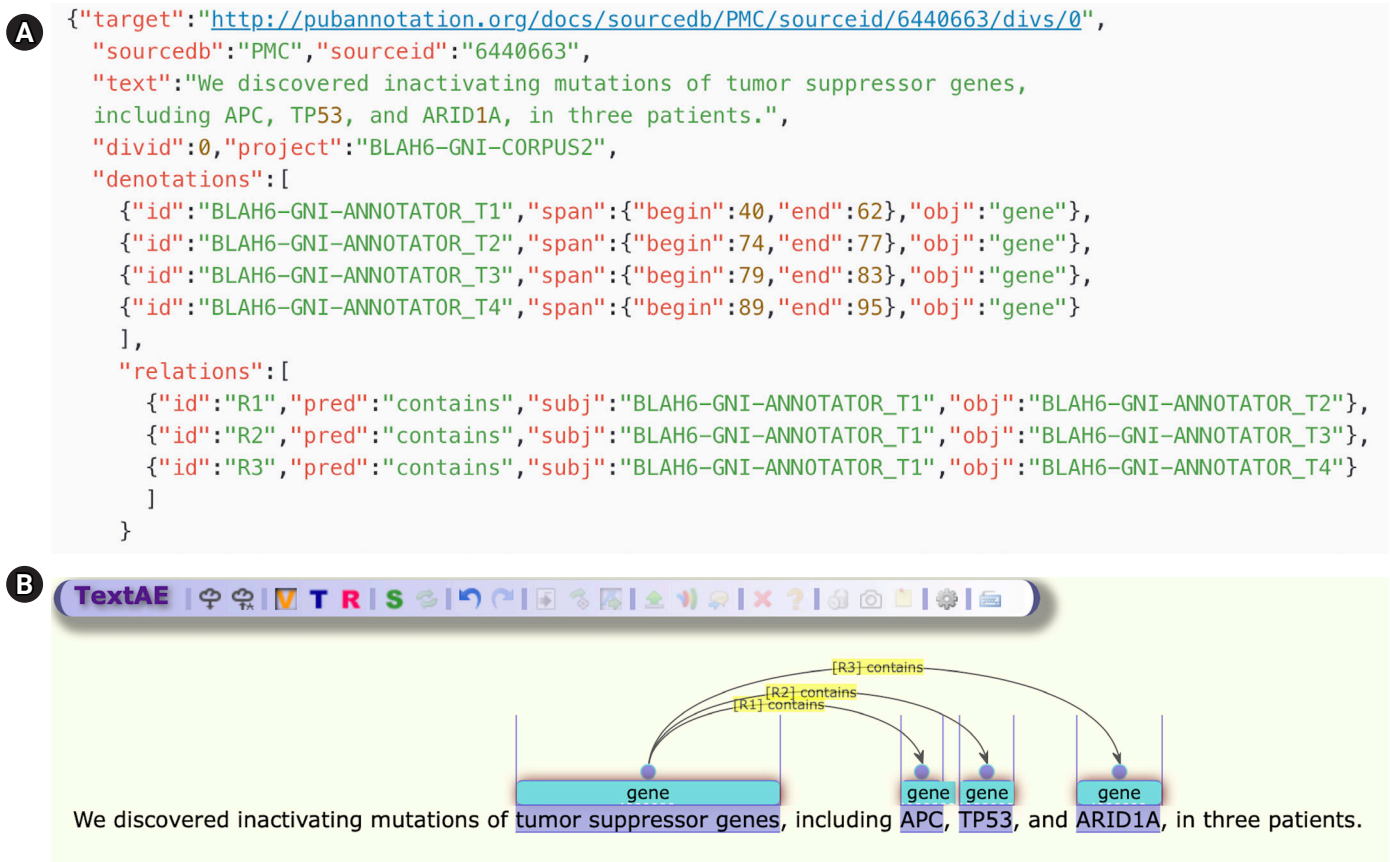 A
{"target":"http://pubannotation.org/docs/sourcedb/PMC/sourceid/6440663/divs/0",
"sourcedb":"PMC","sourceid":"6440663",
"text":"We discovered inactivating mutations of tumor suppressor genes,
including APC, TP53, and ARID1A, in three patients.",
"divid":0,"project":"BLAH6-GNI-CORPUS2",
"denotations":[
{"id":"BLAH6-GNI-ANNOTATOR_T1","span":{"begin":40,"end":62},"obj":"gene"},
{"id":"BLAH6-GNI-ANNOTATOR_T2","span":{"begin":74,"end":77},"obj":"gene"},
{"id":"BLAH6-GNI-ANNOTATOR_T3","span":{"begin":79,"end":83},"obj":"gene"},
{"id":"BLAH6-GNI-ANNOTATOR_T4","span":{"begin":89,"end":95},"obj":"gene"}
],
"relations":[
{"id":"R1","pred":"contains","subj":"BLAH6-GNI-ANNOTATOR_T1","obj":"BLAH6-GNI-ANNOTATOR_T2"},
{"id":"R2","pred":"contains","subj":"BLAH6-GNI-ANNOTATOR_T1","obj":"BLAH6-GNI-ANNOTATOR_T3"},
{"id":"R3","pred":"contains","subj":"BLAH6-GNI-ANNOTATOR_T1","obj":"BLAH6-GNI-ANNOTATOR_T4"}
]
}
B
TextAE V T R S
[R3] contains
[R2] contains
[R1] contains
gene gene gene gene
We discovered inactivating mutations of tumor suppressor genes, including APC, TP53, and ARID1A, in three patients.